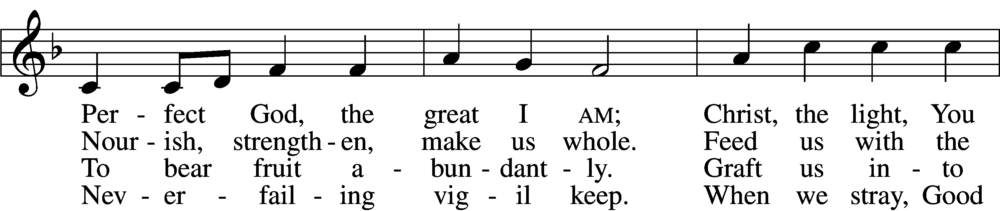 Per - fect God, the great I AM; Christ, the light, You
Nour - ish, strength - en, make us whole. Feed us with the
To bear fruit a - bun - dant - ly. Graft us in - to
Nev - er - fail - ing vig - il keep. When we stray, Good